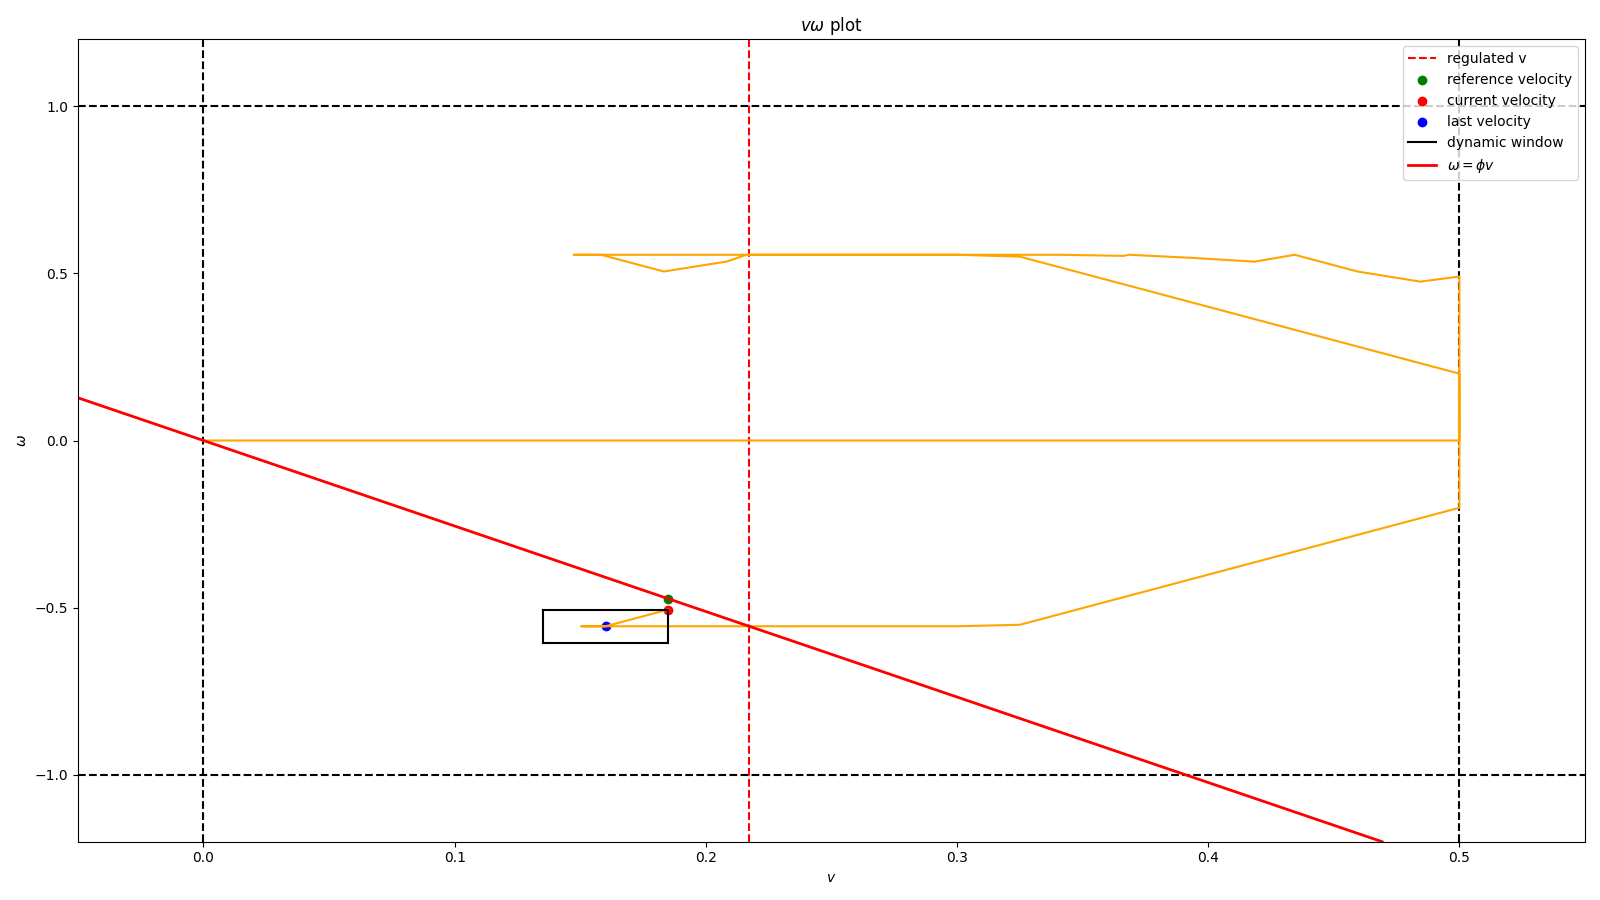 vω plot
regulated v
reference velocity
current velocity
last velocity
dynamic window
ω = ϕv
1.0
0.5
0.0
−0.5
−1.0
ω
0.0 0.1 0.2 0.3 0.4 0.5
v